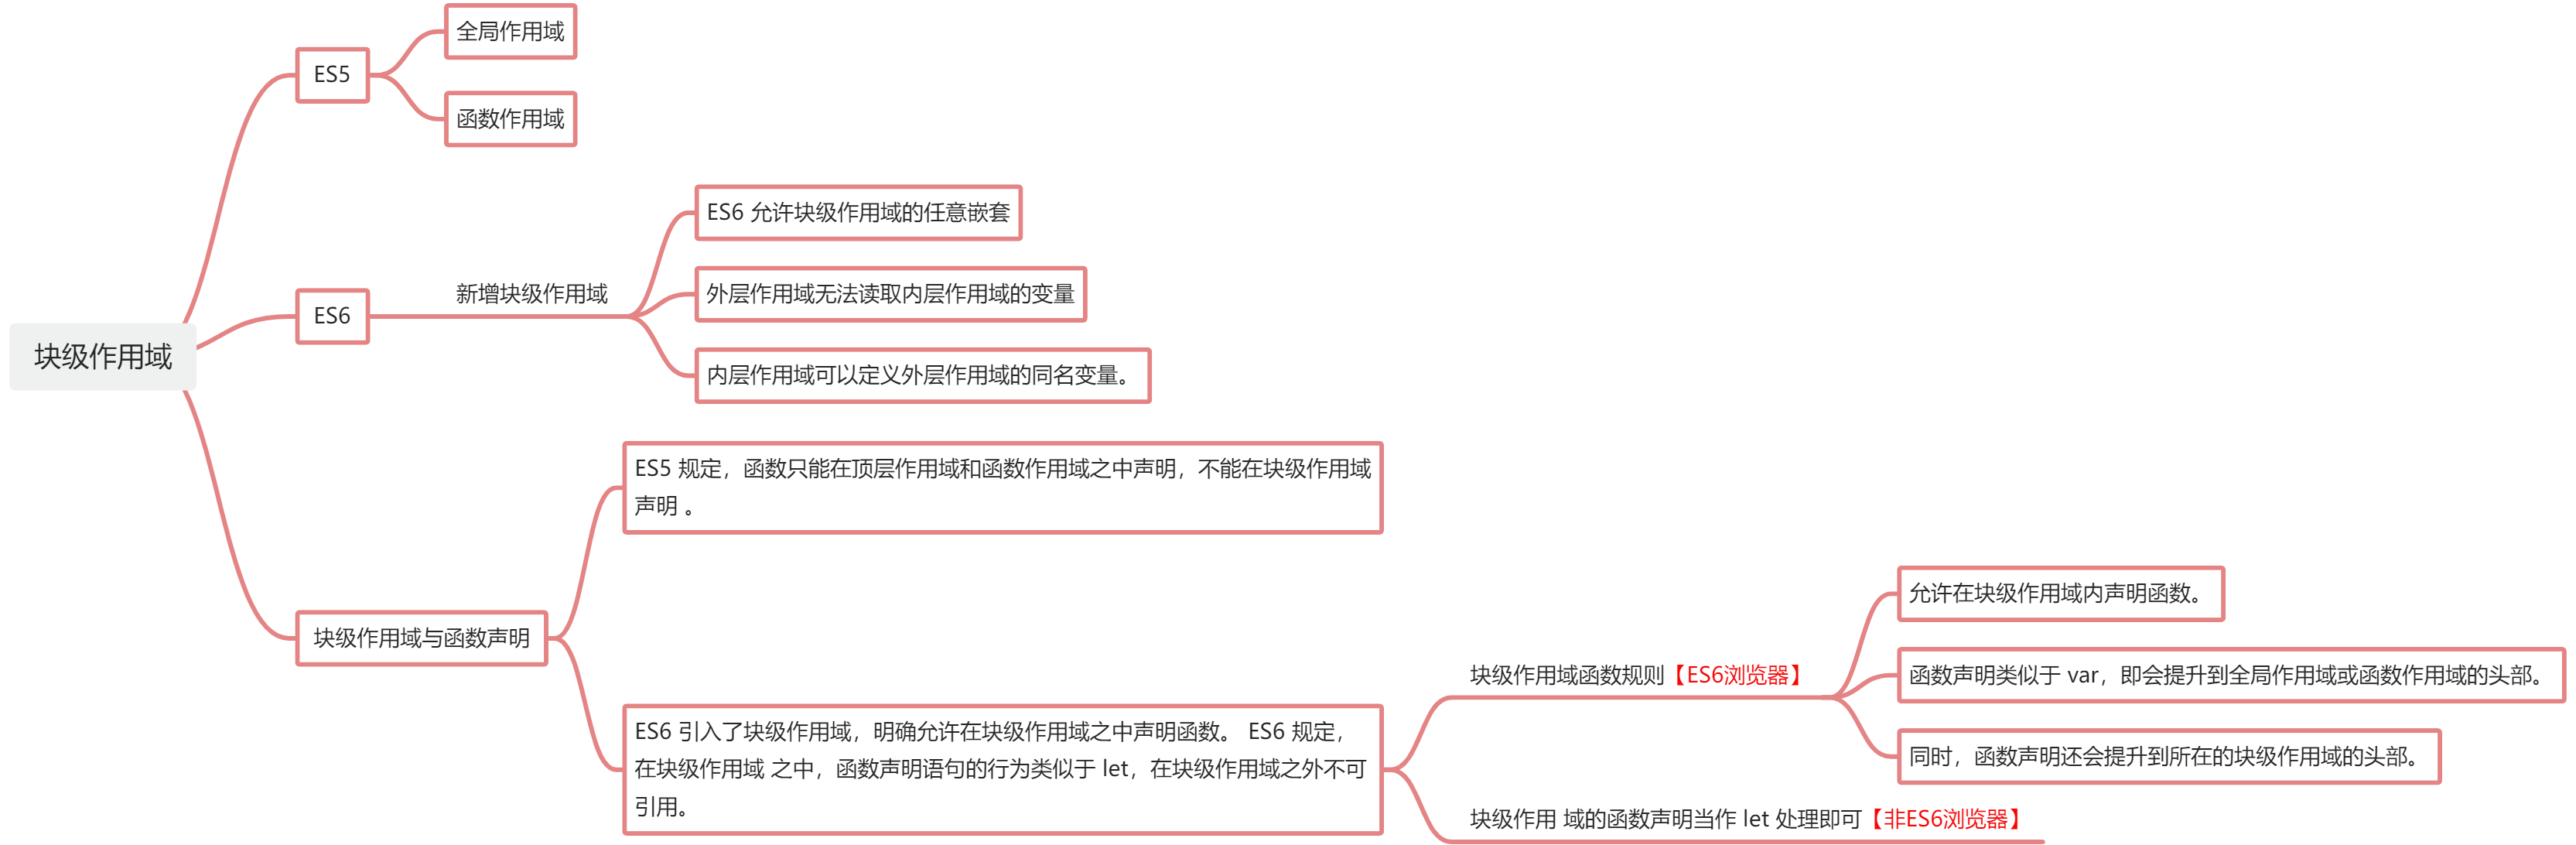 块级作用域
ES5
全局作用域
函数作用域
ES6
新增块级作用域
ES6 允许块级作用域的任意嵌套
外层作用域无法读取内层作用域的变量
内层作用域可以定义外层作用域的同名变量。
块级作用域与函数声明
ES5 规定，函数只能在顶层作用域和函数作用域之中声明，不能在块级作用域
声明 。
ES6 引入了块级作用域，明确允许在块级作用域之中声明函数。 ES6 规定，
在块级作用域 之中，函数声明语句的行为类似于 let，在块级作用域之外不可
引用。
块级作用域函数规则【ES6浏览器】
允许在块级作用域内声明函数。
函数声明类似于 var，即会提升到全局作用域或函数作用域的头部。
同时，函数声明还会提升到所在的块级作用域的头部。
块级作用 域的函数声明当作 let 处理即可【非ES6浏览器】